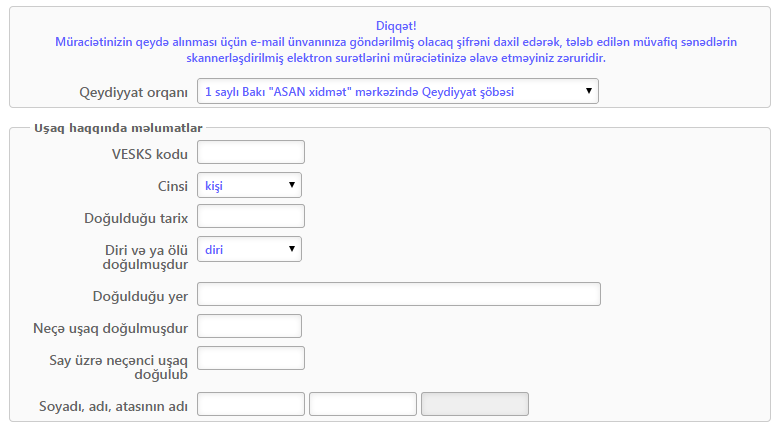 Diqqət!
Müraciətinizin qeydə alınması üçün e-mail ünvanınıza göndərilmiş olacaq şifrəni daxil edərək, tələb edilən müvafiq sənədlərin
skannerləşdirilmiş elektron surətlərini mürəciətinizə əlavə etməyiniz zəruridir.
Qeydiyyat orqanı 1 saylı Bakı "ASAN xidmət" mərkəzində Qeydiyyat şöbəsi
Uşaq haqqında məlumatlar
VESKS kodu
Cinsi kişi
Doğulduğu tarix
Diri və ya ölü diri
doğulmuşdur
Doğulduğu yer
Neçə uşaq doğulmuşdur
Say üzrə neçənci uşaq
doğulub
Soyadı, adı, atasının adı